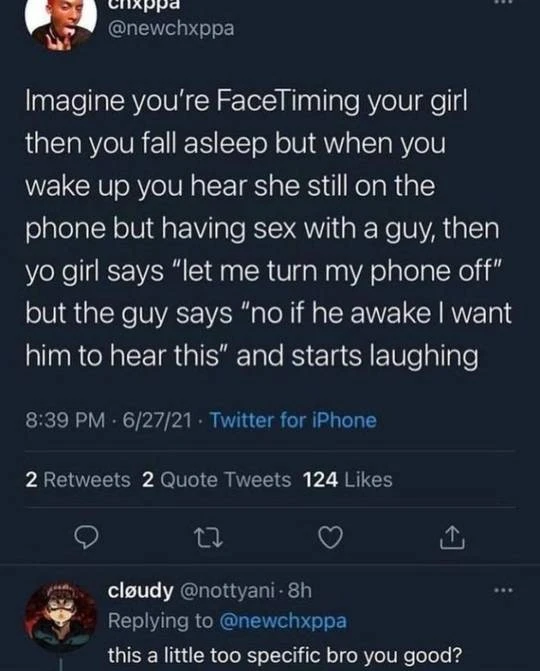 chxppa
@newchxppa
Imagine you're FaceTiming your girl
then you fall asleep but when you
wake up you hear she still on the
phone but having sex with a guy, then
yo girl says “let me turn my phone off”
but the guy says “no if he awake I want
him to hear this” and starts laughing
8:39 PM · 6/27/21 · Twitter for iPhone
2 Retweets 2 Quote Tweets 124 Likes
cløudy @nottyani · 8h
Replying to @newchxppa
this a little too specific bro you good?